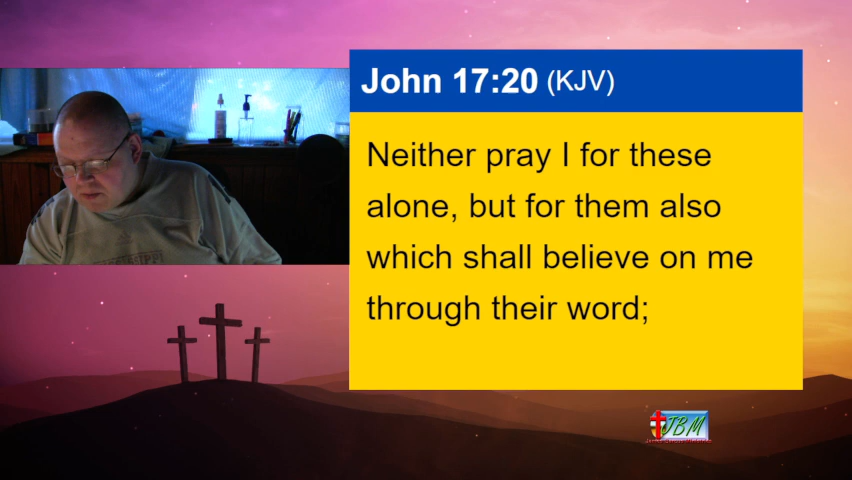 John 17:20 (KJV)
Neither pray I for these
alone, but for them also
which shall believe on me
through their word;
JBM